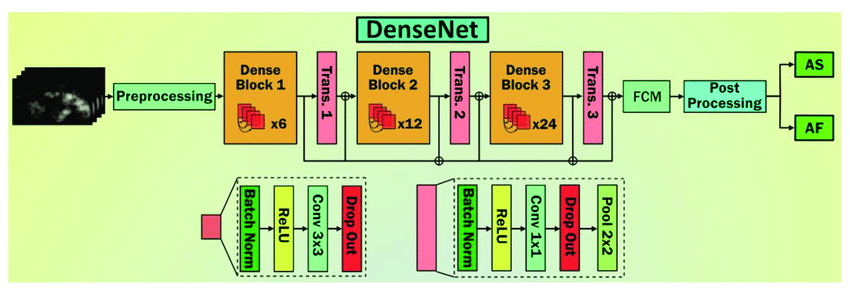 DenseNet
Preprocessing
Dense
Block 1
x6
Trans. 1
Dense
Block 2
x12
Trans. 2
Dense
Block 3
x24
Trans. 3
FCM
Post
Processing
AS
AF
Batch Norm
ReLU
Conv 3x3
Drop Out
Batch Norm
ReLU
Conv 1x1
Drop Out
Pool 2x2